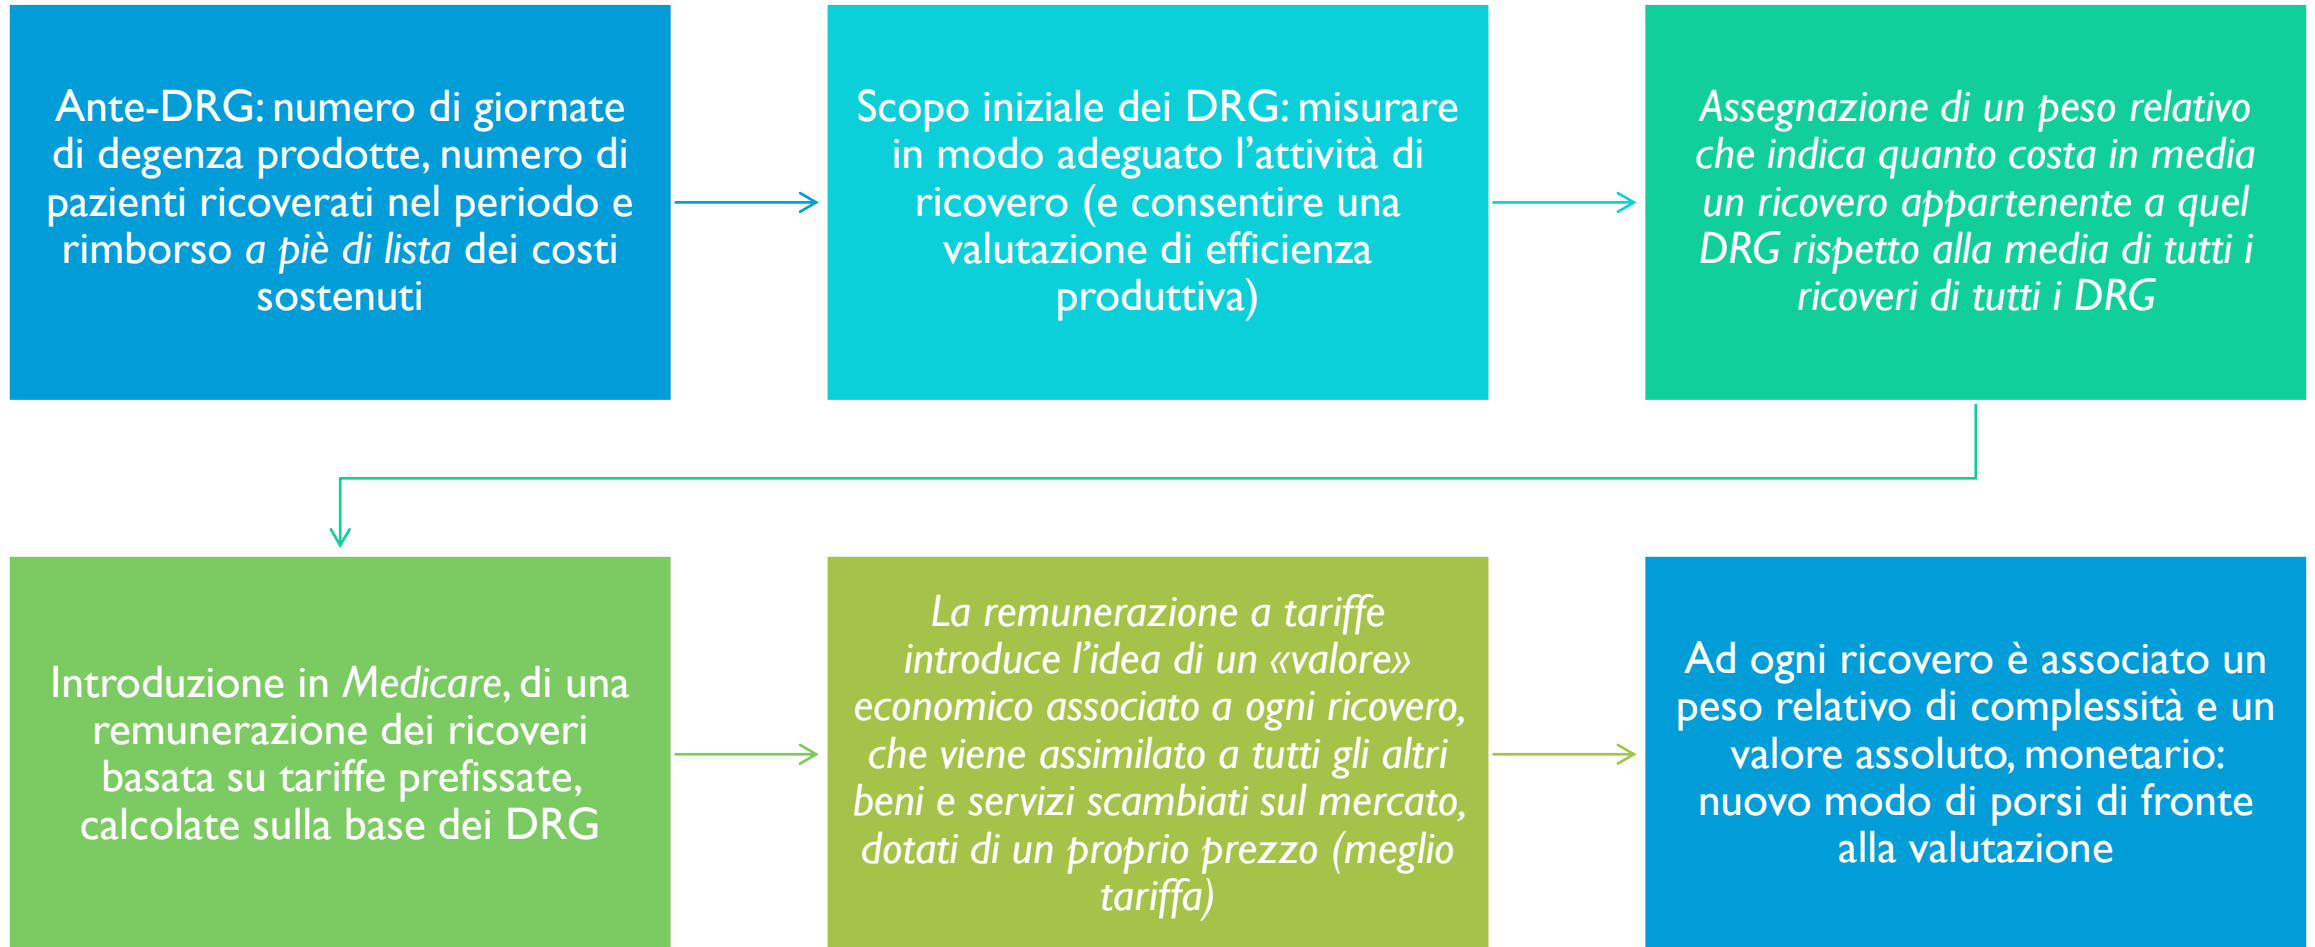 Ante-DRG: numero di giornate
di degenza prodotte, numero di
pazienti ricoverati nel periodo e
rimborso a piè di lista dei costi
sostenuti
Scopo iniziale dei DRG: misurare
in modo adeguato l’attività di
ricovero (e consentire una
valutazione di efficienza
produttiva)
Assegnazione di un peso relativo
che indica quanto costa in media
un ricovero appartenente a quel
DRG rispetto alla media di tutti i
ricoveri di tutti i DRG
Introduzione in Medicare, di una
remunerazione dei ricoveri
basata su tariffe prefissate,
calcolate sulla base dei DRG
La remunerazione a tariffe
introduce l’idea di un «valore»
economico associato a ogni ricovero,
che viene assimilato a tutti gli altri
beni e servizi scambiati sul mercato,
dotati di un proprio prezzo (meglio
tariffa)
Ad ogni ricovero è associato un
peso relativo di complessità e un
valore assoluto, monetario:
nuovo modo di porsi di fronte
alla valutazione